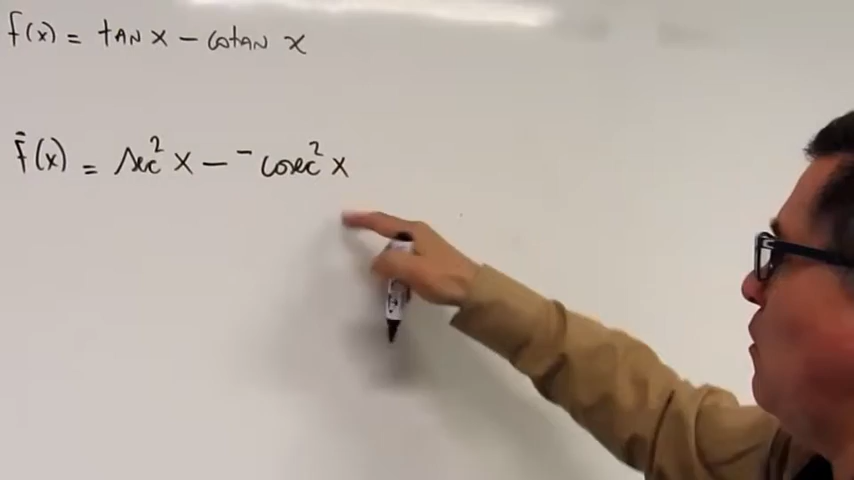 f(x) = tan x - cotan x
f̄(x) = sec² x - ⁻cosec² x